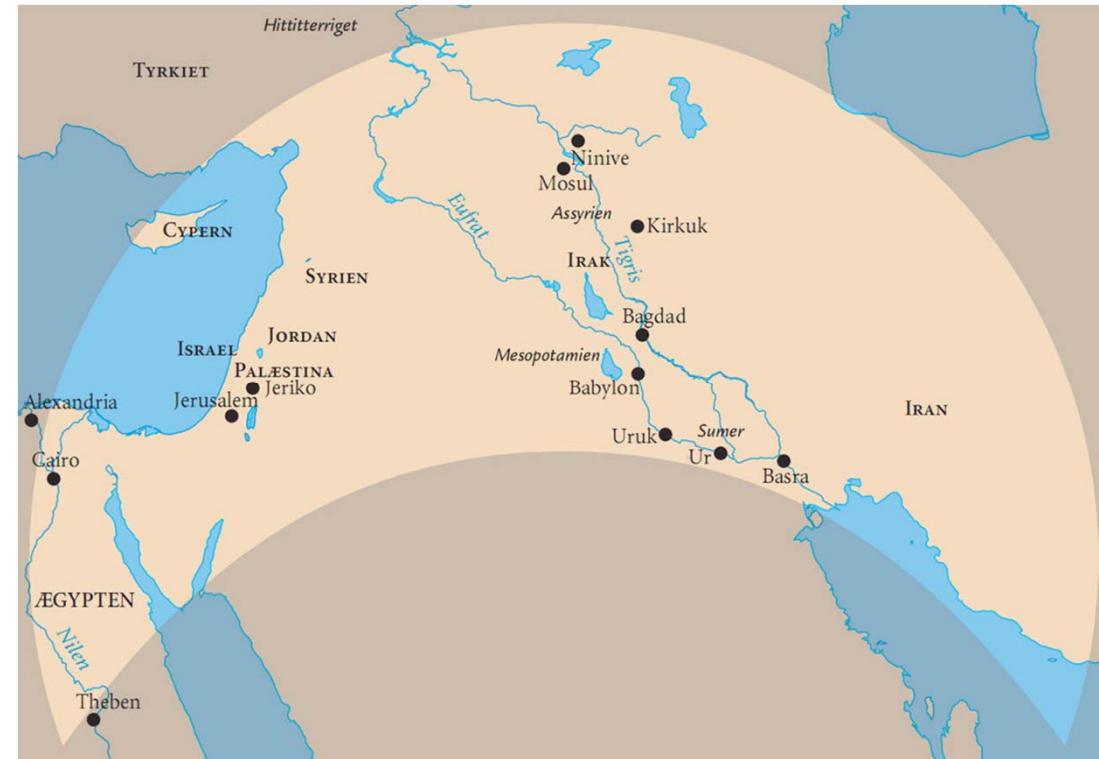 Hittitterriget
TYRKIET
Ninive
Mosul
Eufrat
Assyrien
Kirkuk
CYPERN
Tigris
IRAK
SYRIEN
Bagdad
JORDAN
ISRAEL
Mesopotamien
PALÆSTINA
Babylon
Jeriko
Alexandria
Jerusalem
IRAN
Uruk
Sumer
Ur
Cairo
Basra
ÆGYPTEN
Nilen
Theben